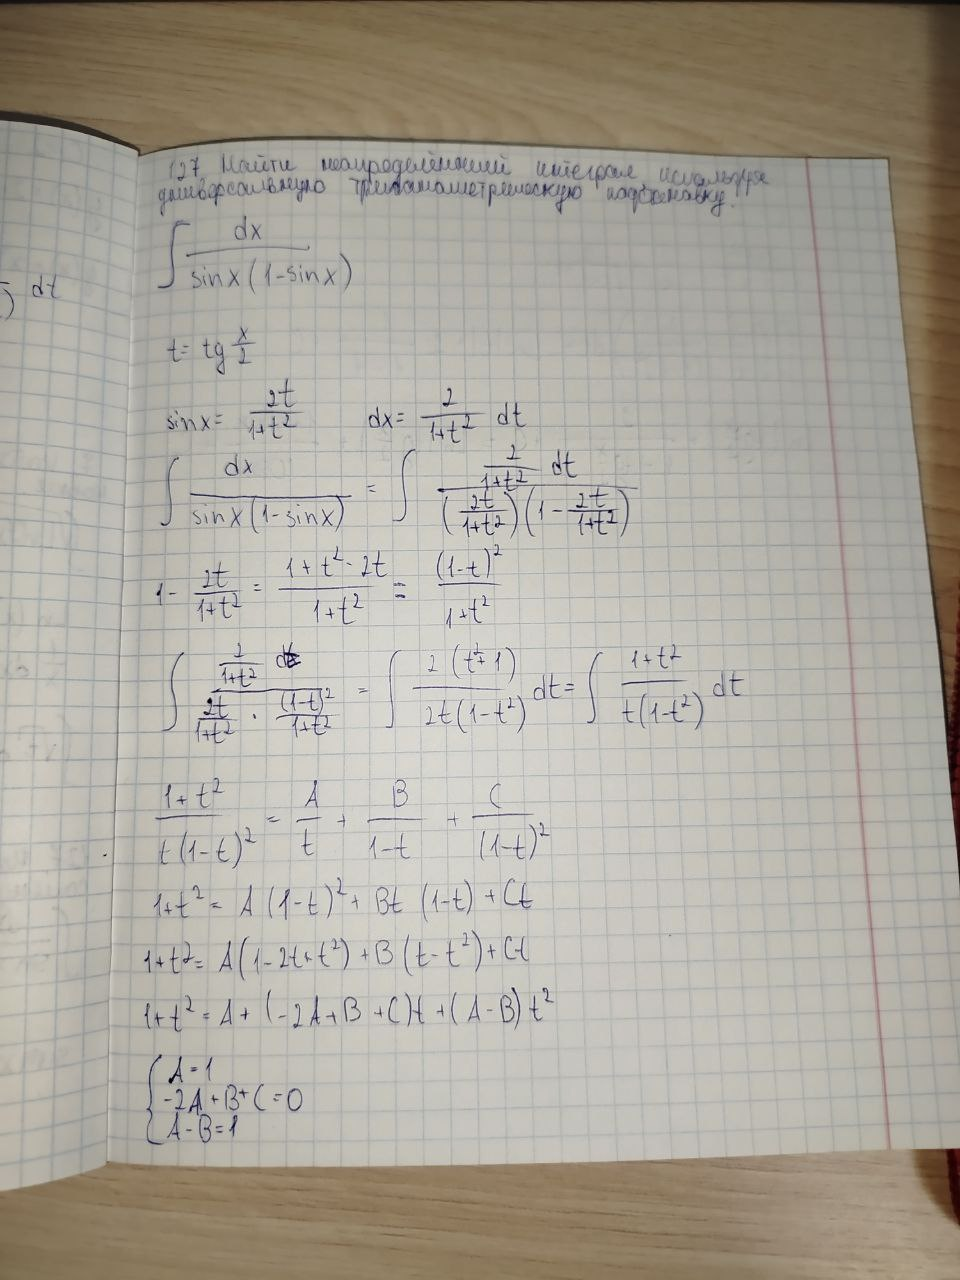 ) dt
127 Найти неопределённый интеграл используя
универсальную тригонометрическую подстановку.
∫ dx / (sinx(1-sinx))
t = tg x/2
sinx = 2t/(1+t²) dx = 2/(1+t²) dt
∫ dx / (sinx(1-sinx)) = ∫ (2/(1+t²) dt) / ((2t/(1+t²))(1 - 2t/(1+t²)))
1 - 2t/(1+t²) = (1+t²-2t)/(1+t²) = (1-t)²/(1+t²)
∫ (2/(1+t²) dt) / (2t/(1+t²) · (1-t)²/(1+t²)) = ∫ 2(t²+1)/(2t(1-t²)) dt = ∫ (1+t²)/(t(1-t²)) dt
(1+t²)/(t(1-t)²) = A/t + B/(1-t) + C/(1-t)²
1+t² = A(1-t)² + Bt(1-t) + Ct
1+t² = A(1-2t+t²) + B(t-t²) + Ct
1+t² = A + (-2A+B+C)t + (A-B)t²
{ A = 1
-2A+B+C=0
A-B=1